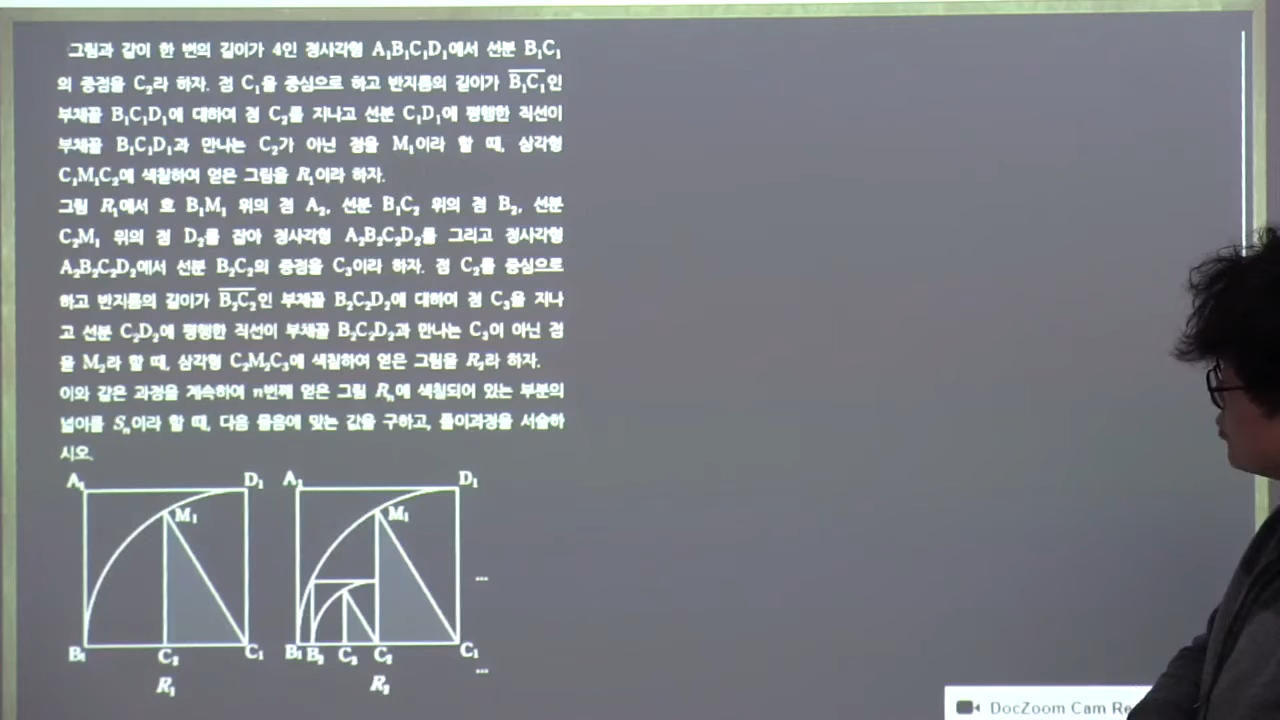 그림과 같이 한 변의 길이가 4인 정사각형 A₁B₁C₁D₁에서 선분 B₁C₁
의 중점을 C₂라 하자. 점 C₁을 중심으로 하고 반지름의 길이가 B₁C₁인
부채꼴 B₁C₁D₁에 대하여 점 C₂를 지나고 선분 C₁D₁에 평행한 직선이
부채꼴 B₁C₁D₁과 만나는 C₂가 아닌 점을 M₁이라 할 때, 삼각형
C₁M₁C₂에 색칠하여 얻은 그림을 R₁이라 하자.
그림 R₁에서 호 B₁M₁ 위의 점 A₂, 선분 B₁C₂ 위의 점 B₂, 선분
C₂M₁ 위의 점 D₂를 잡아 정사각형 A₂B₂C₂D₂를 그리고 정사각형
A₂B₂C₂D₂에서 선분 B₂C₂의 중점을 C₃이라 하자. 점 C₂를 중심으로
하고 반지름의 길이가 B₂C₂인 부채꼴 B₂C₂D₂에 대하여 점 C₃을 지나
고 선분 C₂D₂에 평행한 직선이 부채꼴 B₂C₂D₂과 만나는 C₃이 아닌 점
을 M₂라 할 때, 삼각형 C₂M₂C₃에 색칠하여 얻은 그림을 R₂라 하자.
이와 같은 과정을 계속하여 n번째 얻은 그림 Rₙ에 색칠되어 있는 부분의
넓이를 Sₙ이라 할 때, 다음 물음에 맞는 값을 구하고, 풀이과정을 서술하
시오.
A₁ D₁ A₁ D₁
M₁ M₁
... 
B₁ C₂ C₁ B₁ B₂ C₃ C₂ C₁
...
R₁ R₂
DocZoom Cam Re